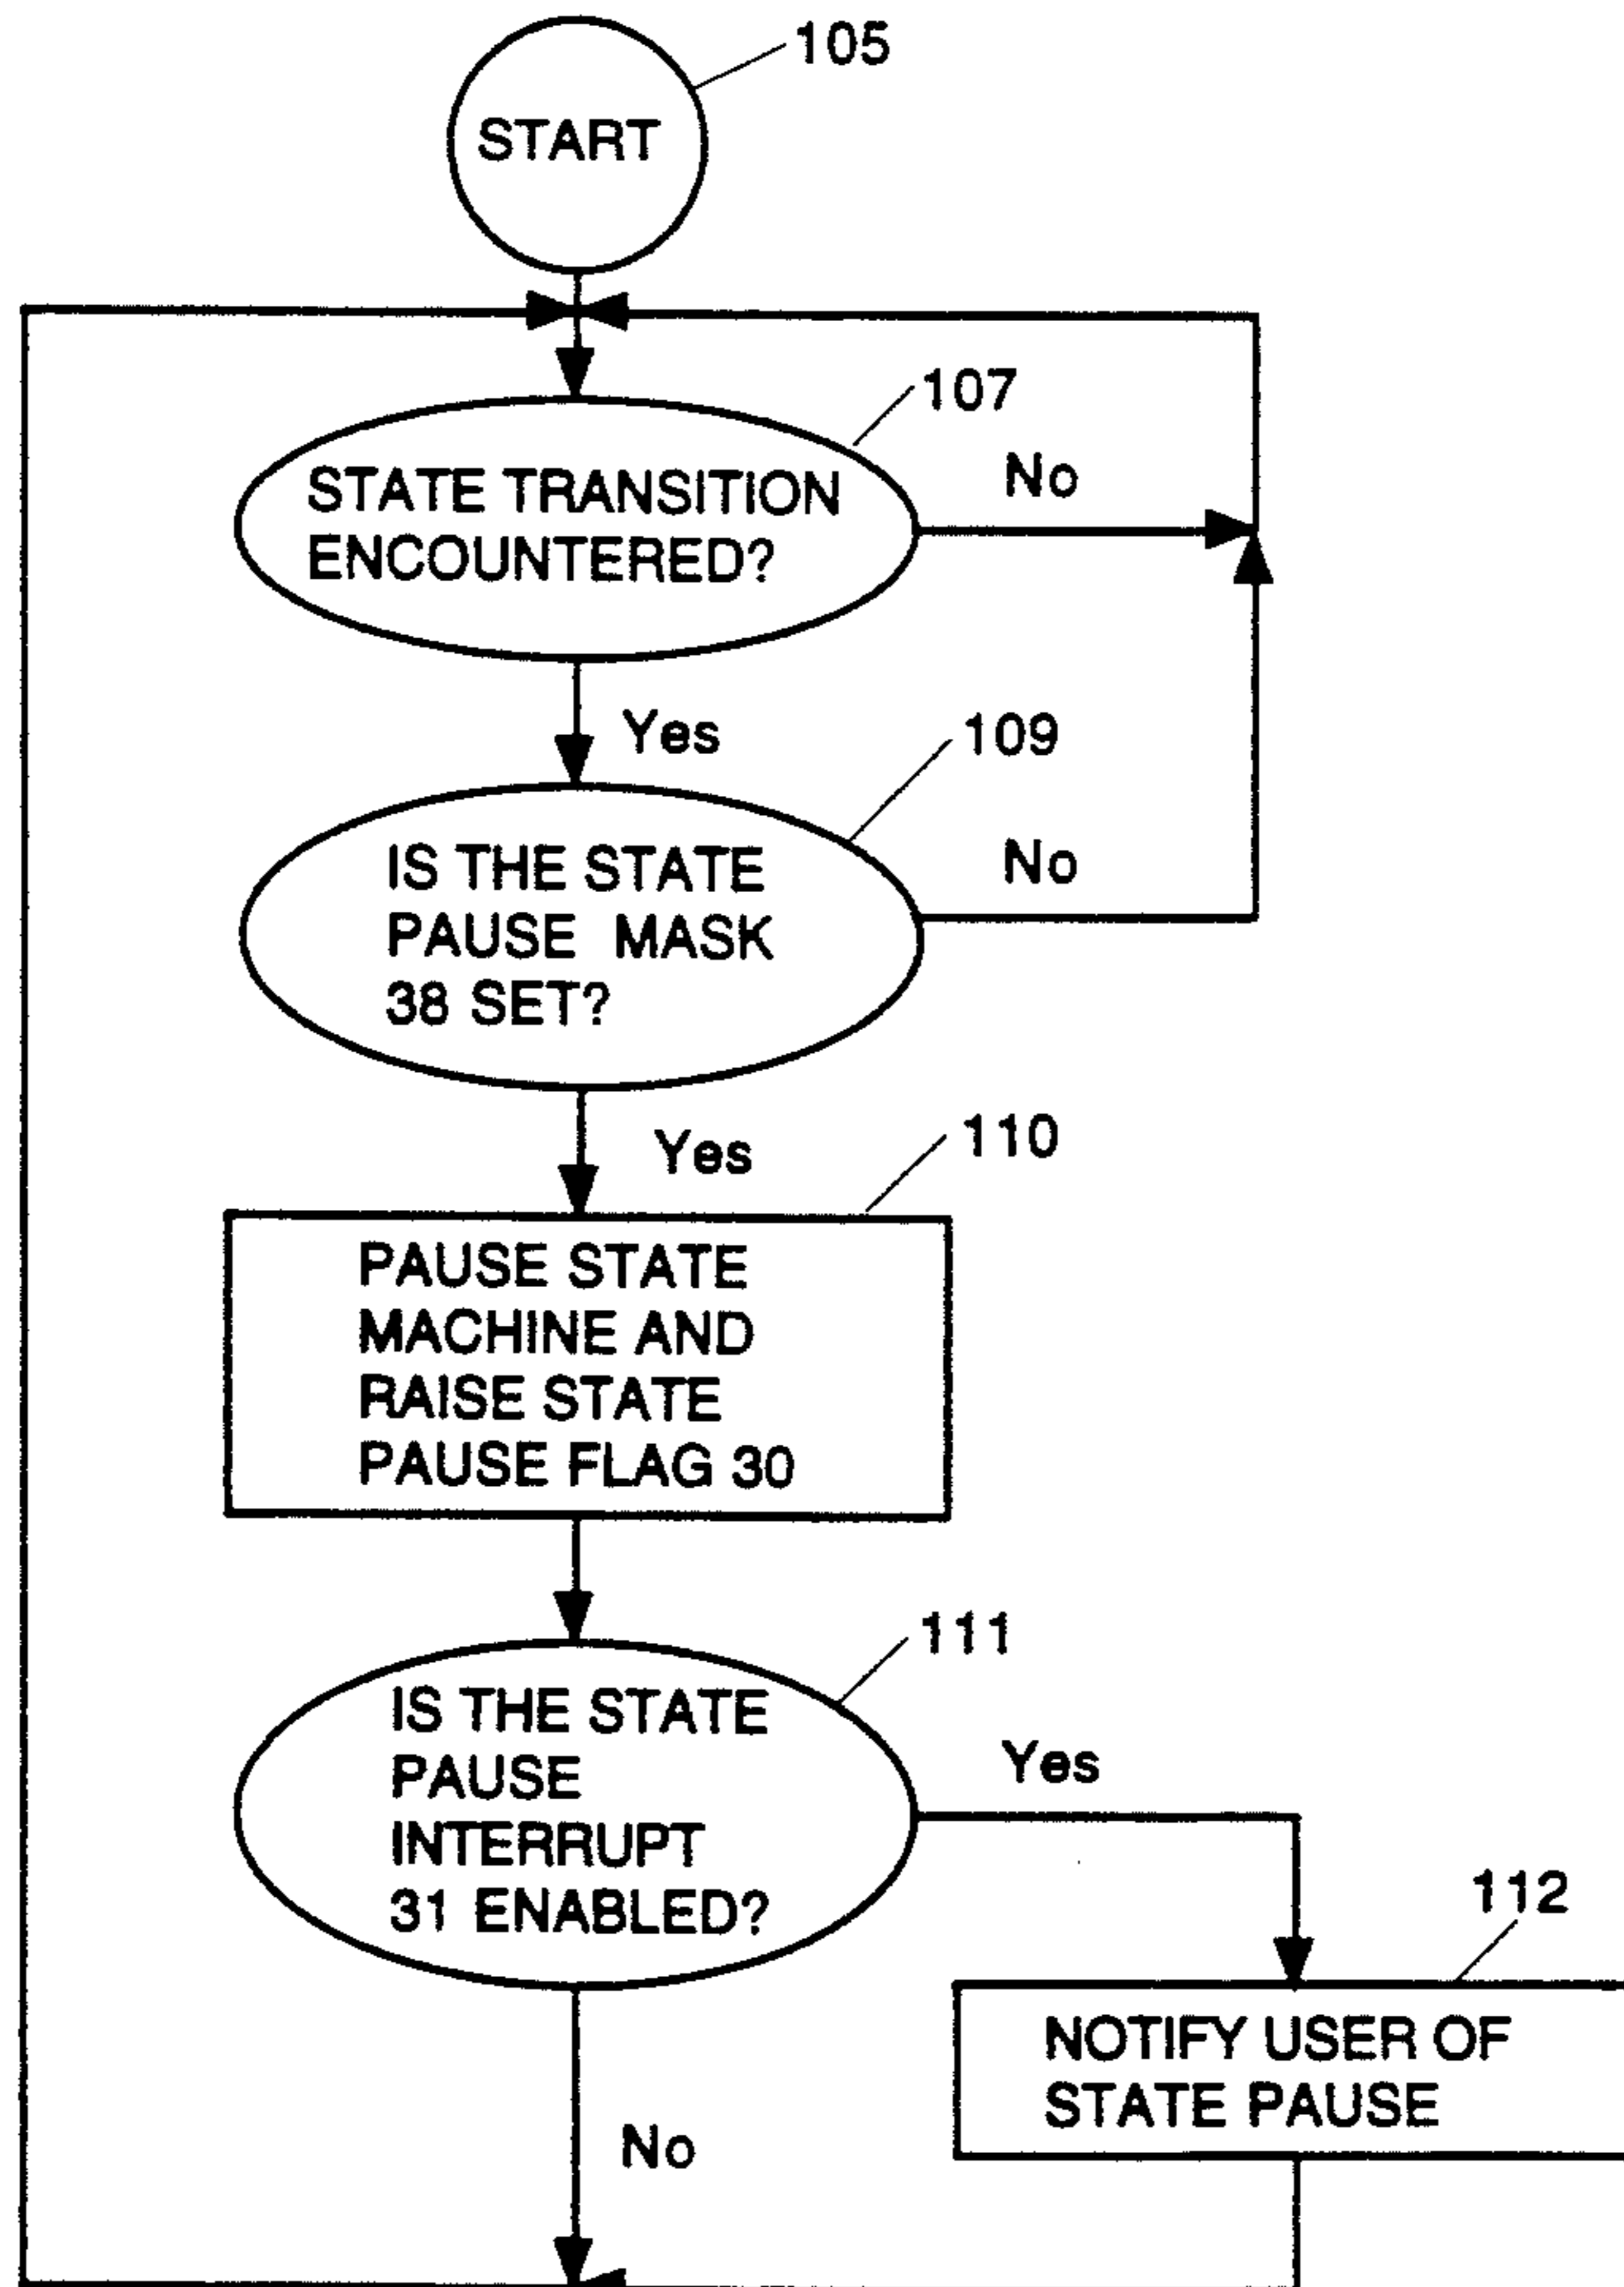 105
START
107
STATE TRANSITION
ENCOUNTERED?
No
Yes
109
IS THE STATE
PAUSE MASK
38 SET?
No
Yes
110
PAUSE STATE
MACHINE AND
RAISE STATE
PAUSE FLAG 30
111
IS THE STATE
PAUSE
INTERRUPT
31 ENABLED?
Yes
112
NOTIFY USER OF
STATE PAUSE
No